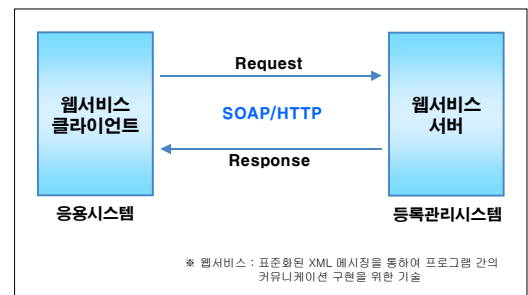 Request
웹서비스
클라이언트
SOAP/HTTP
웹서비스
서버
Response
응용시스템
등록관리시스템
※ 웹서비스 : 표준화된 XML 메시징을 통하여 프로그램 간의
커뮤니케이션 구현을 위한 기술